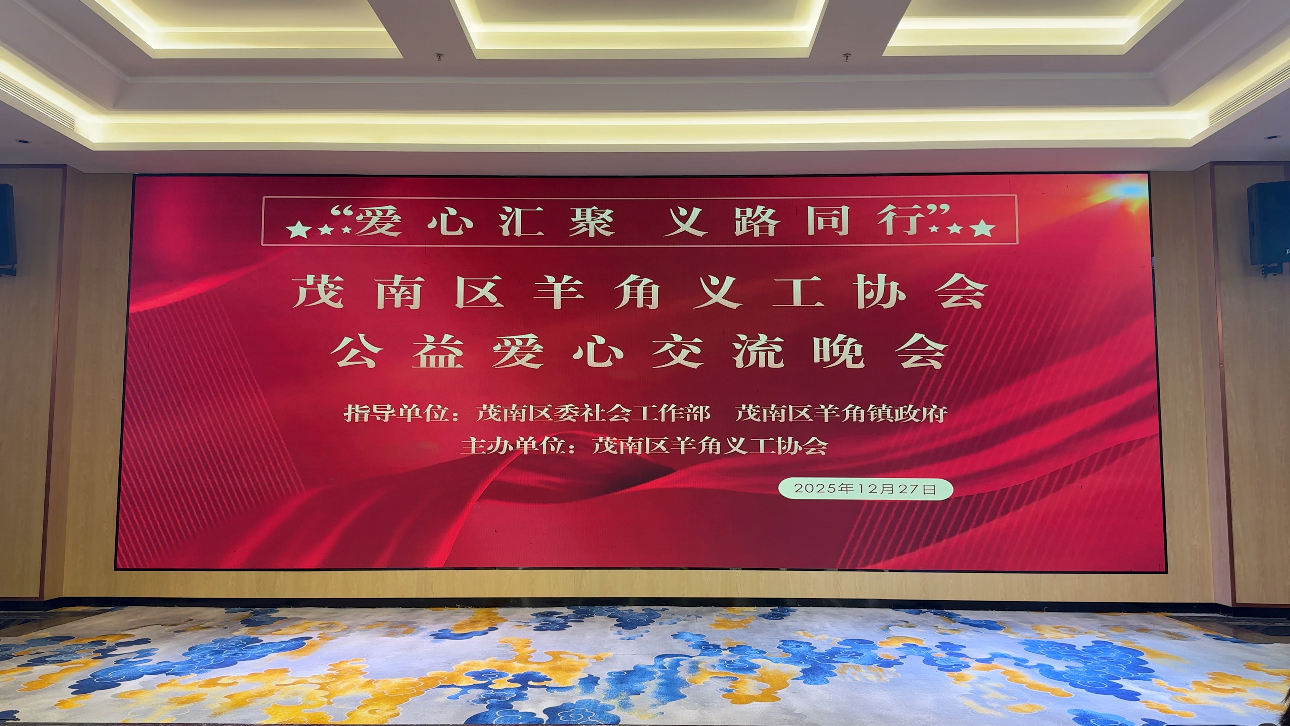 “爱心汇聚 义路同行”
茂南区羊角义工协会
公益爱心交流晚会
指导单位：茂南区委社会工作部 茂南区羊角镇政府
主办单位：茂南区羊角义工协会
2025年12月27日